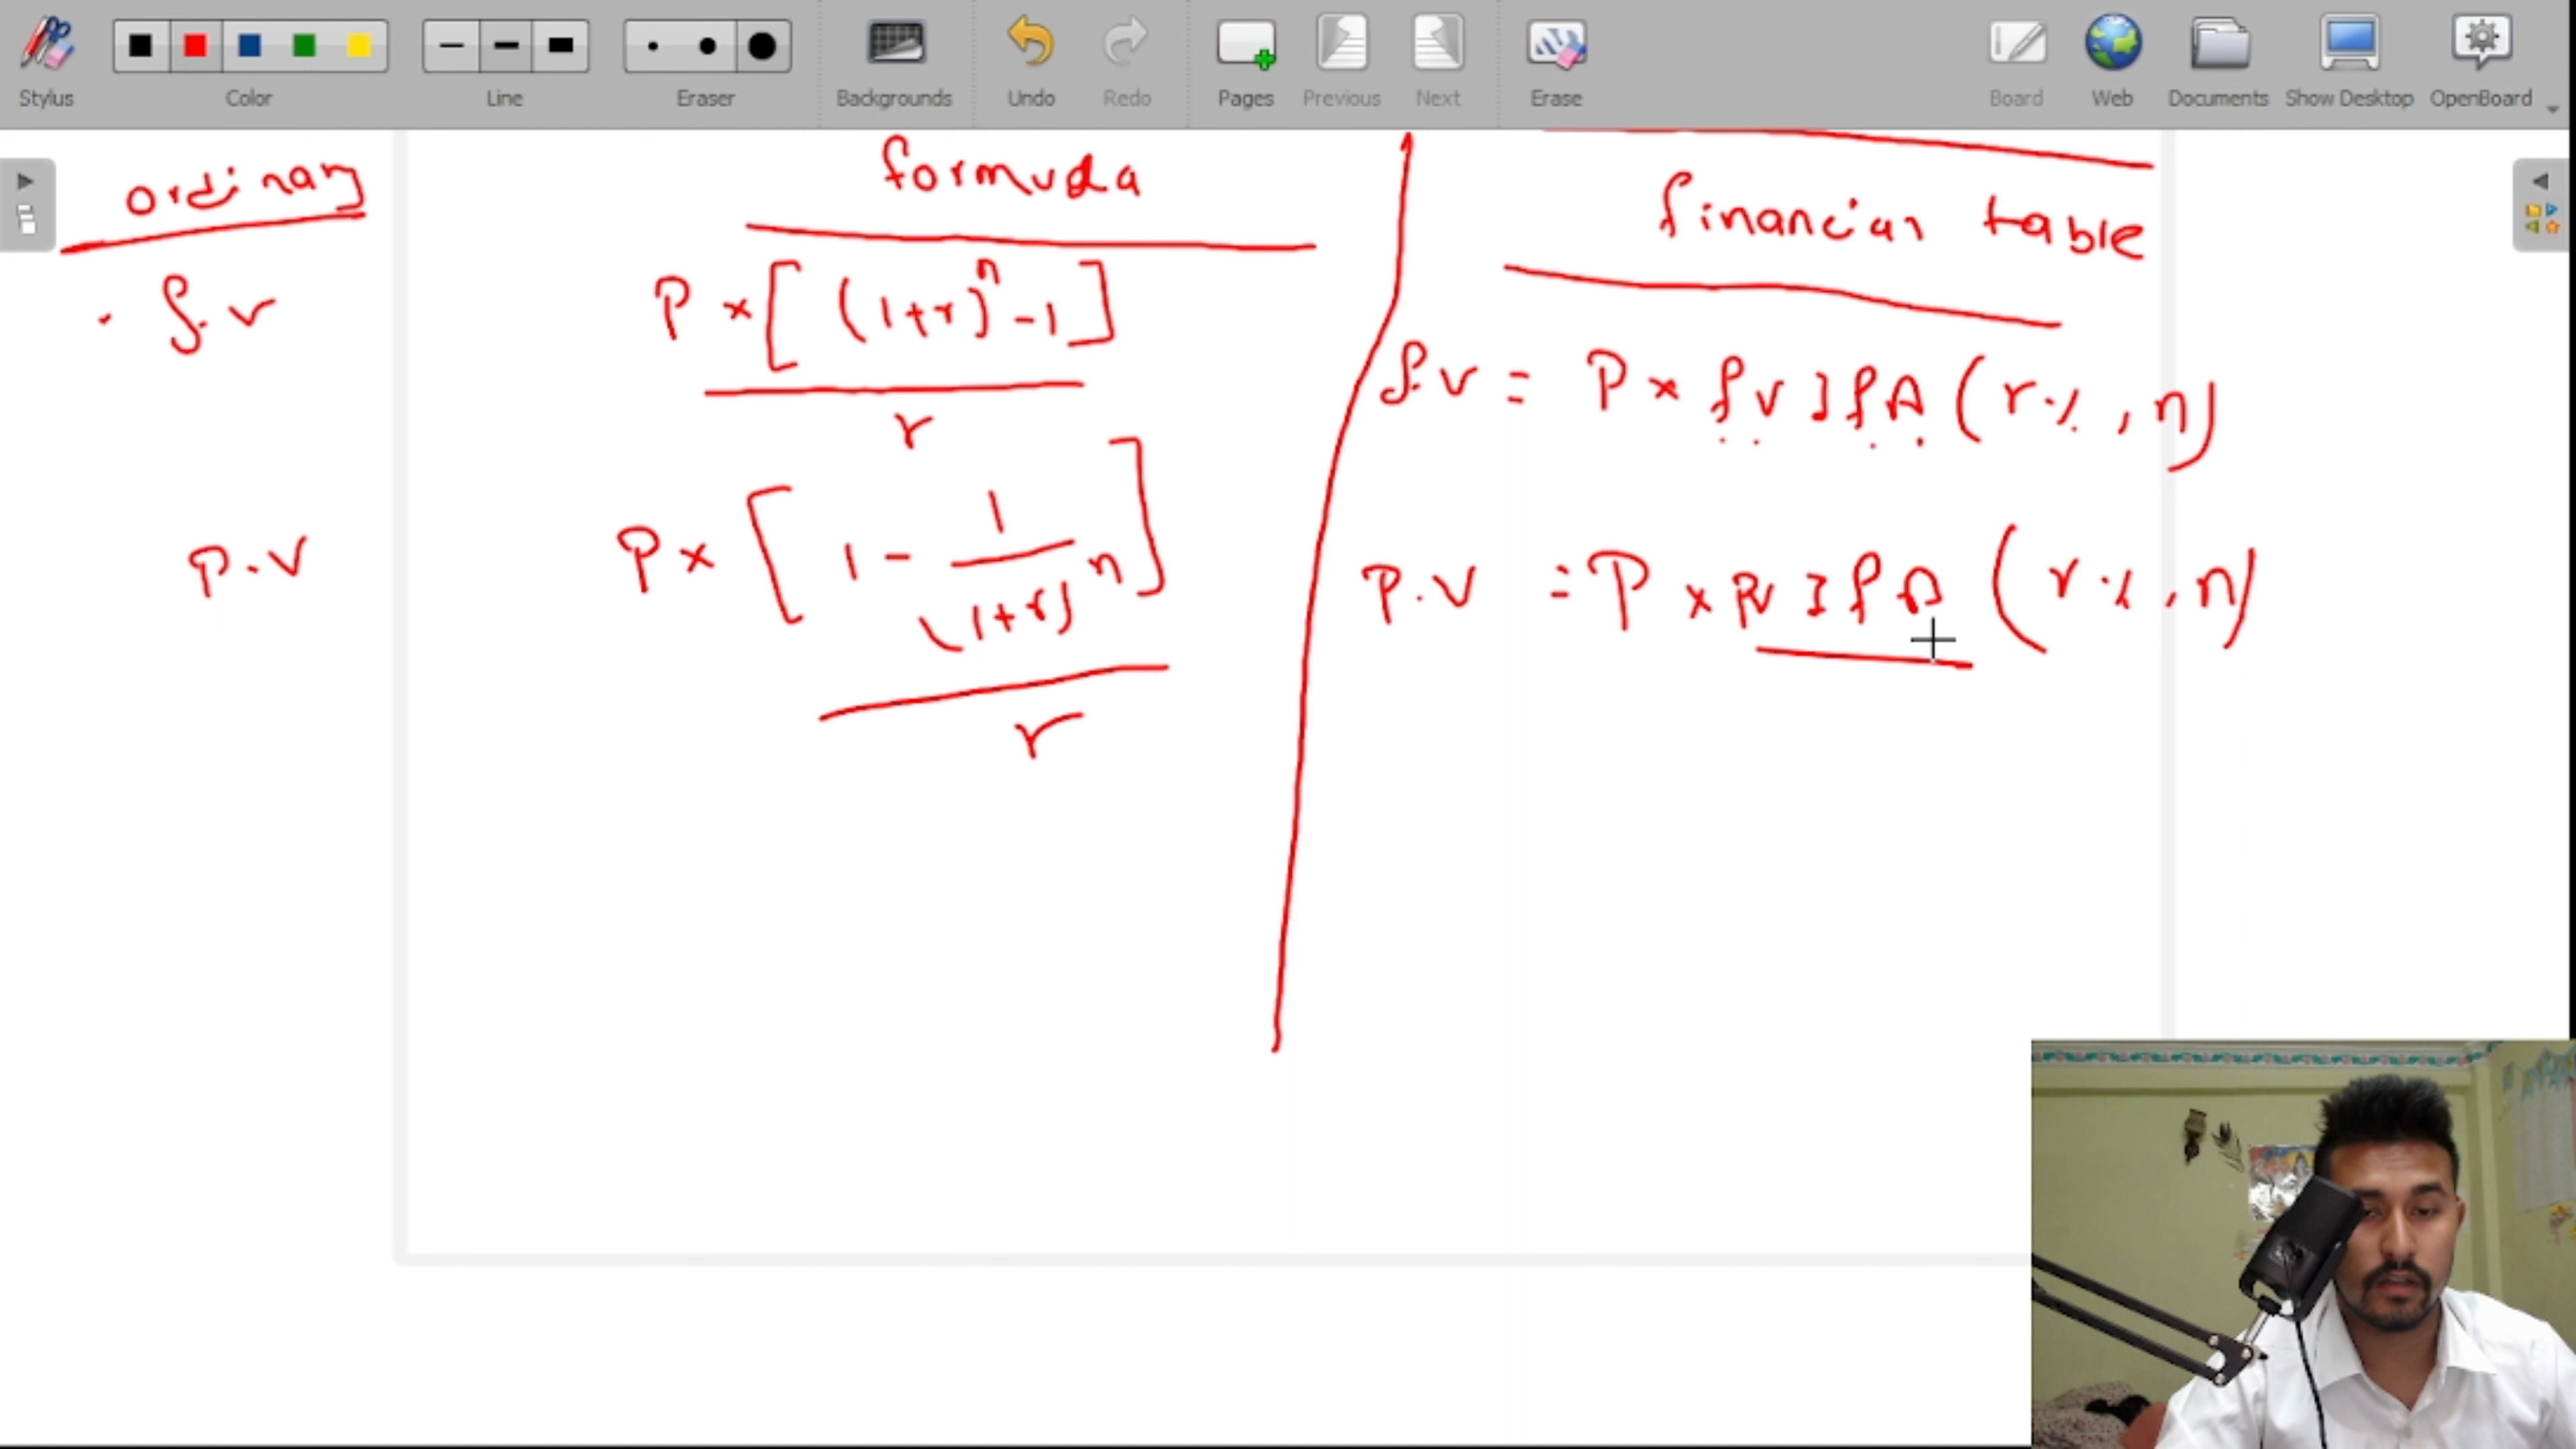 Stylus Color Line Eraser Backgrounds Undo Redo Pages Previous Next Erase Board Web Documents Show Desktop OpenBoard
ordinary
formula
financial table
f.v
P × [(1+r)^n - 1]
r
f.v = P × fVIfA (r%, n)
p.v
P × [1 - 1/(1+r)^n]
r
P.V = P × PVIfA (r%, n)